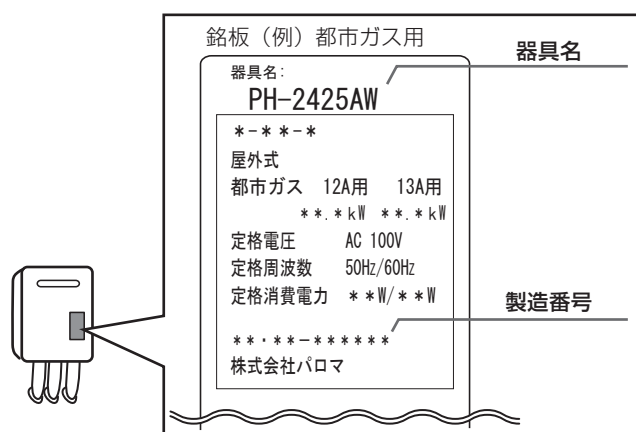 銘板（例）都市ガス用
器具名
器具名：
PH-2425AW
＊-＊＊-＊
屋外式
都市ガス 12A用 13A用
＊＊.＊kW ＊＊.＊kW
定格電圧 AC 100V
定格周波数 50Hz/60Hz
定格消費電力 ＊＊W/＊＊W
製造番号
＊＊・＊＊-＊＊＊＊＊＊
株式会社パロマ